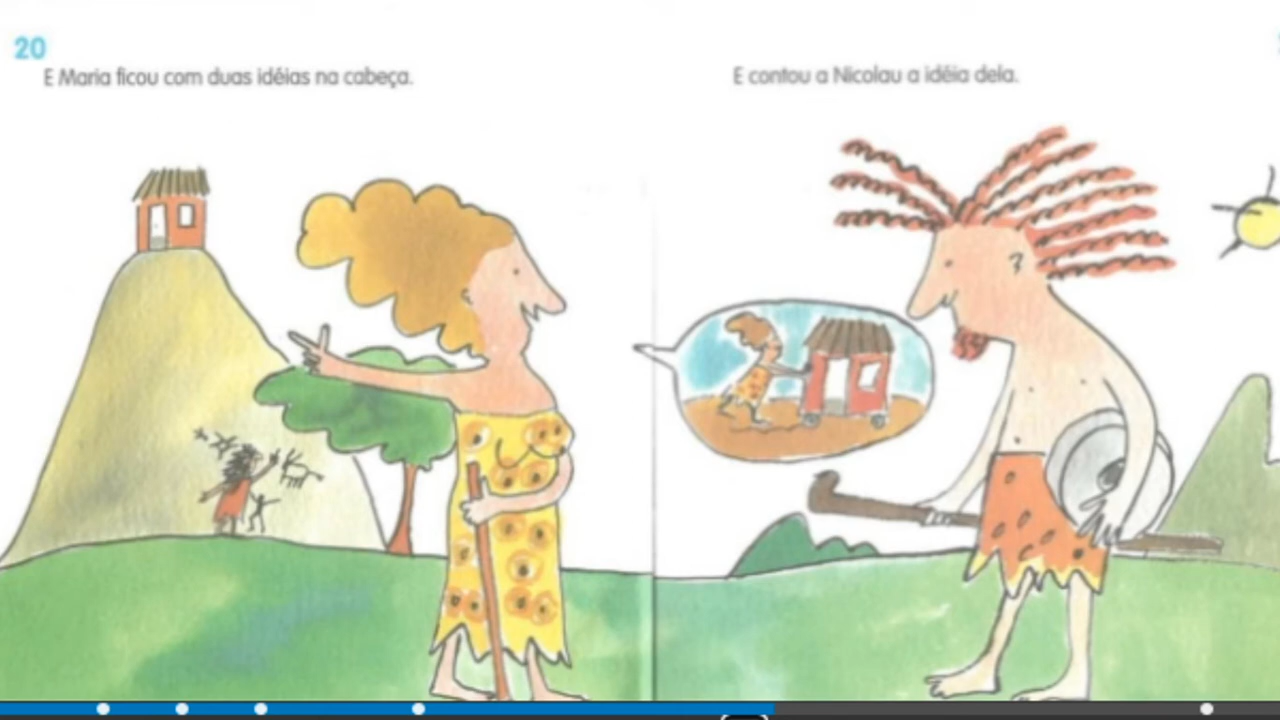 20
E Maria ficou com duas idéias na cabeça.
E contou a Nicolau a idéia dela.